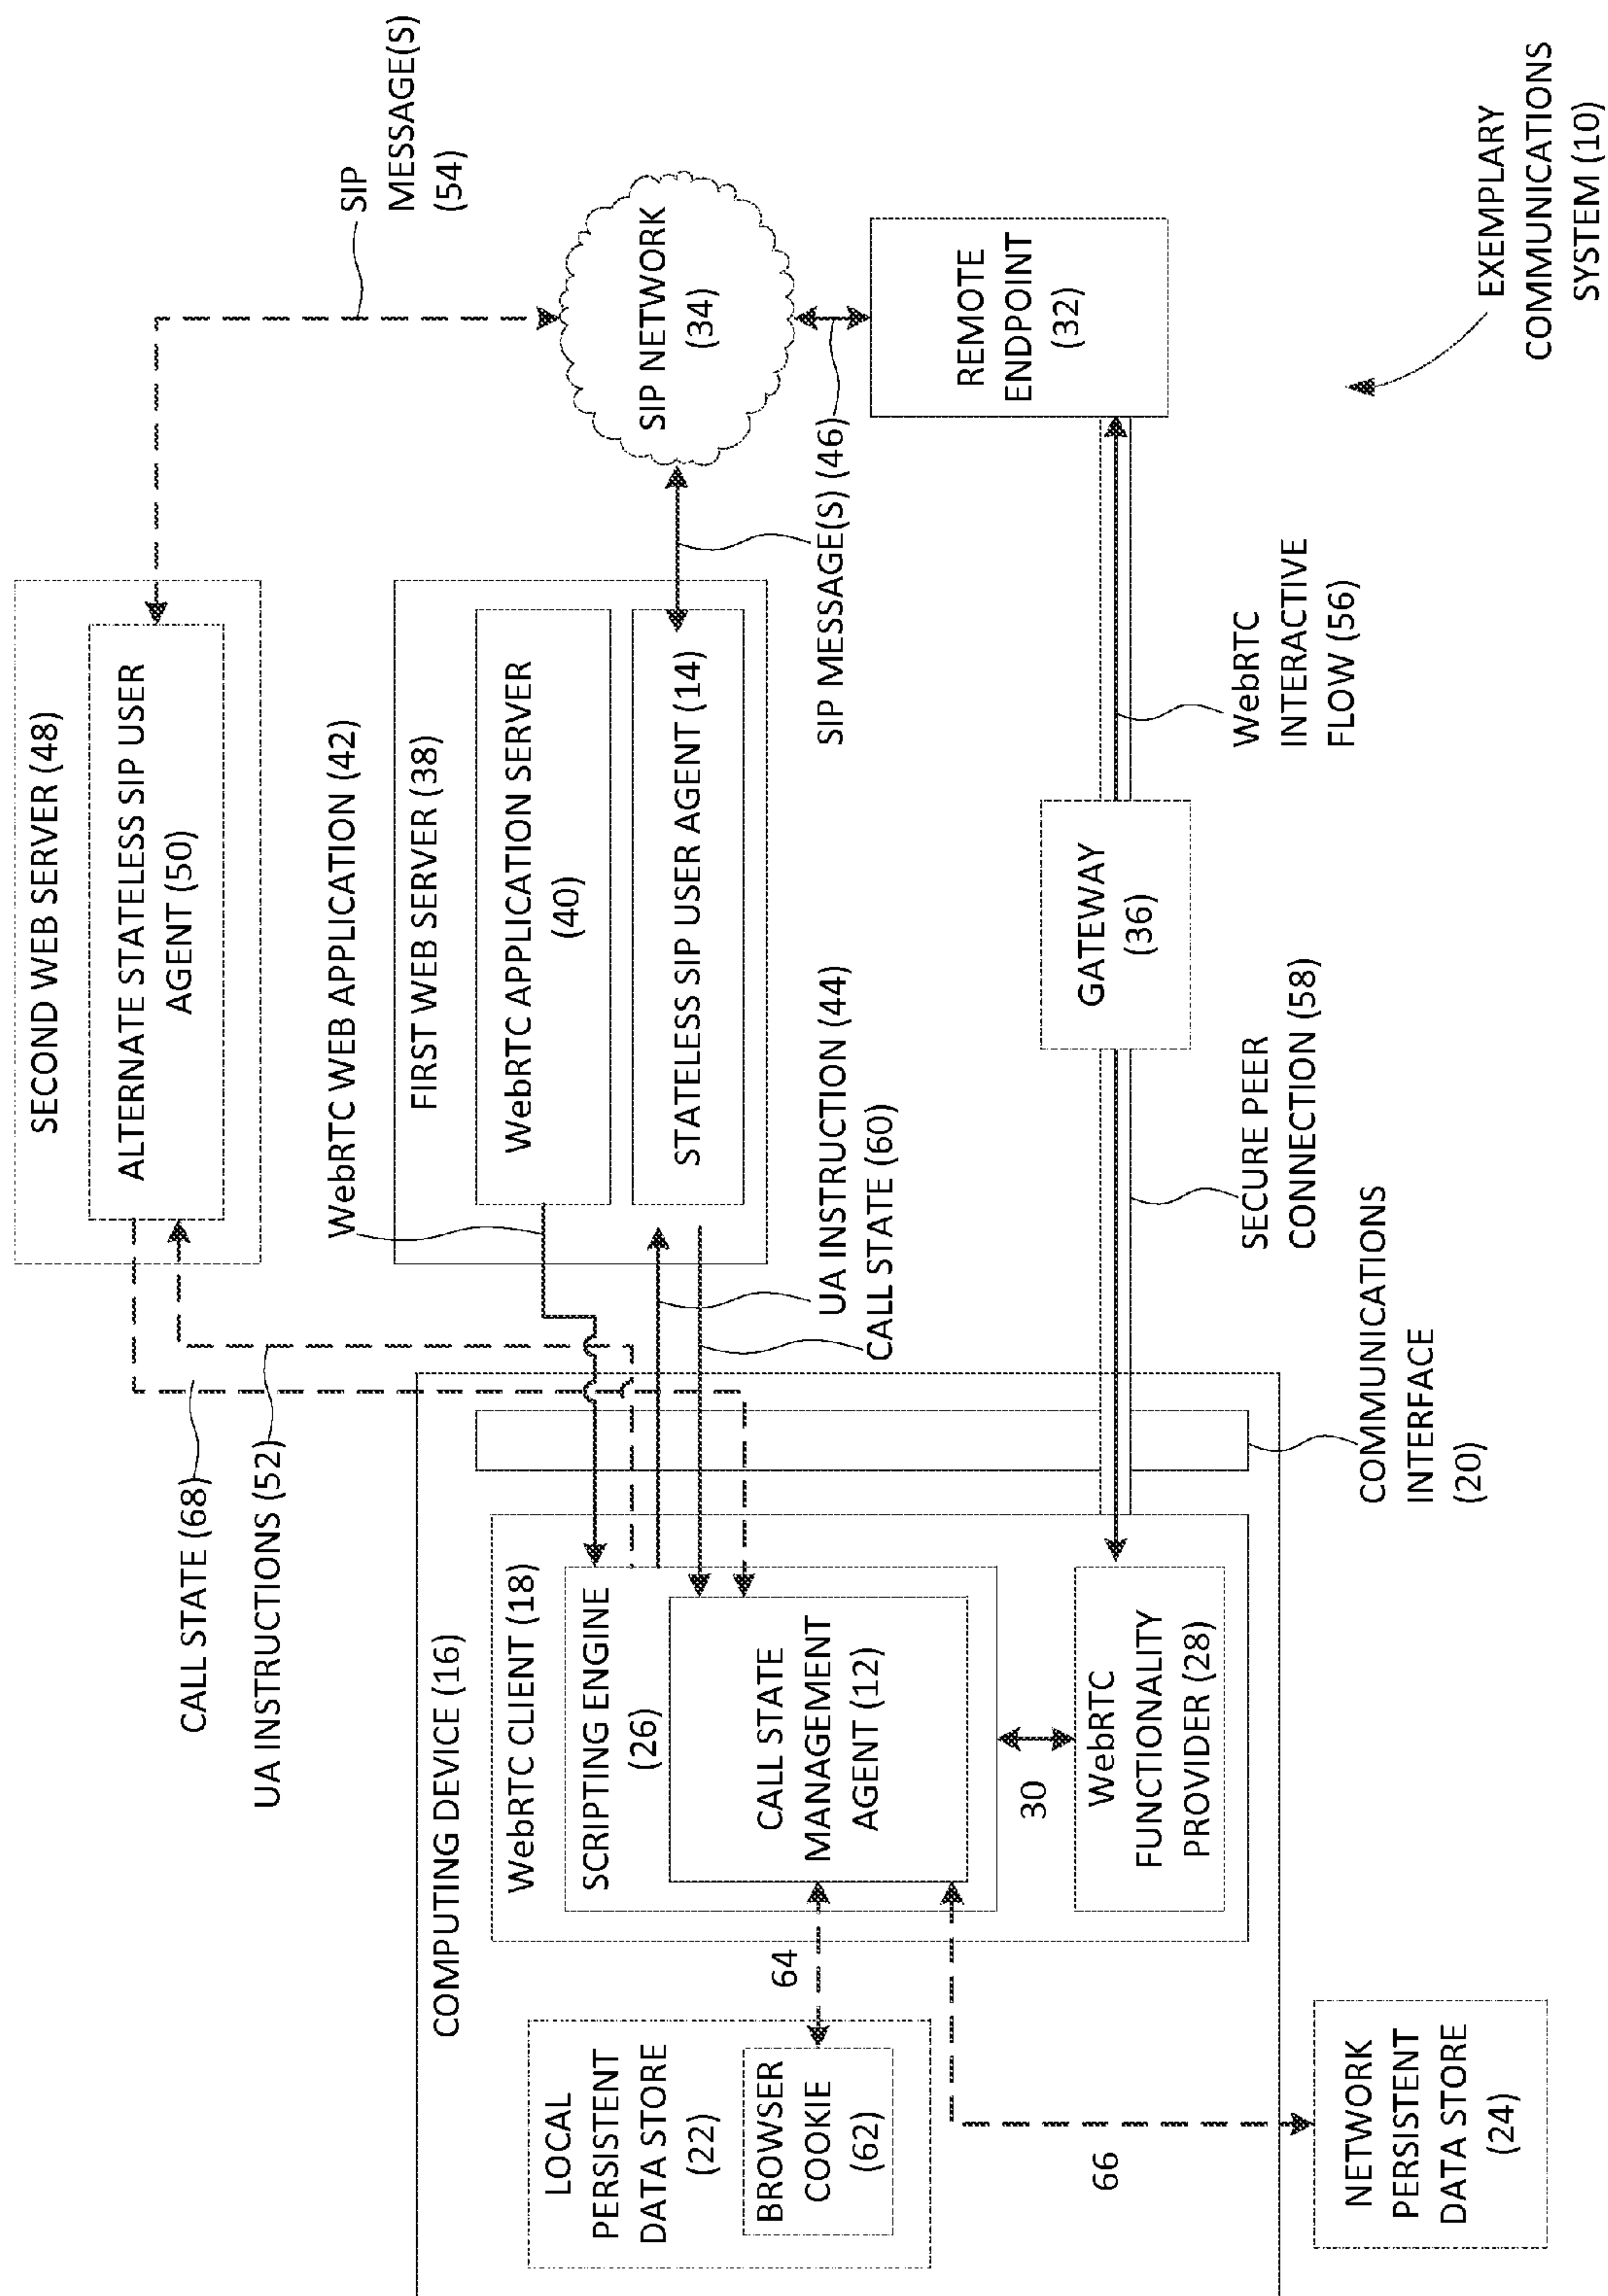 SECOND WEB SERVER (48)
ALTERNATE STATELESS SIP USER
AGENT (50)
SIP
MESSAGE(S)
(54)
CALL STATE (68)
UA INSTRUCTIONS (52)
WebRTC WEB APPLICATION (42)
FIRST WEB SERVER (38)
WebRTC APPLICATION SERVER
(40)
STATELESS SIP USER AGENT (14)
SIP NETWORK
(34)
COMPUTING DEVICE (16)
WebRTC CLIENT (18)
SCRIPTING ENGINE
(26)
CALL STATE
MANAGEMENT
AGENT (12)
LOCAL
PERSISTENT
DATA STORE
(22)
BROWSER
COOKIE
(62)
64
UA INSTRUCTION (44)
CALL STATE (60)
SIP MESSAGE(S) (46)
REMOTE
ENDPOINT
(32)
30
WebRTC
FUNCTIONALITY
PROVIDER (28)
GATEWAY
(36)
66
SECURE PEER
CONNECTION (58)
WebRTC
INTERACTIVE
FLOW (56)
NETWORK
PERSISTENT
DATA STORE
(24)
COMMUNICATIONS
INTERFACE
(20)
EXEMPLARY
COMMUNICATIONS
SYSTEM (10)